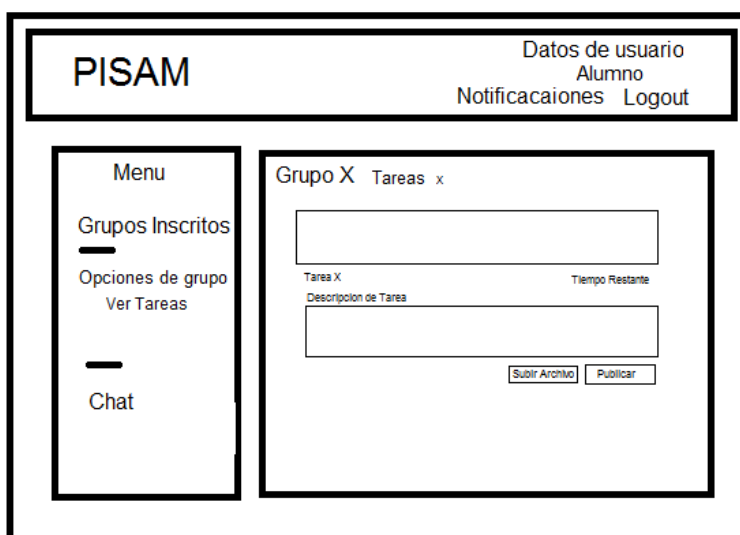 PISAM
Datos de usuario
Alumno
Notificacaiones Logout
Menu
Grupos Inscritos
Opciones de grupo
Ver Tareas
Chat
Grupo X Tareas x
Tarea X Tiempo Restante
Descripcion de Tarea
Subir Archivo Publicar